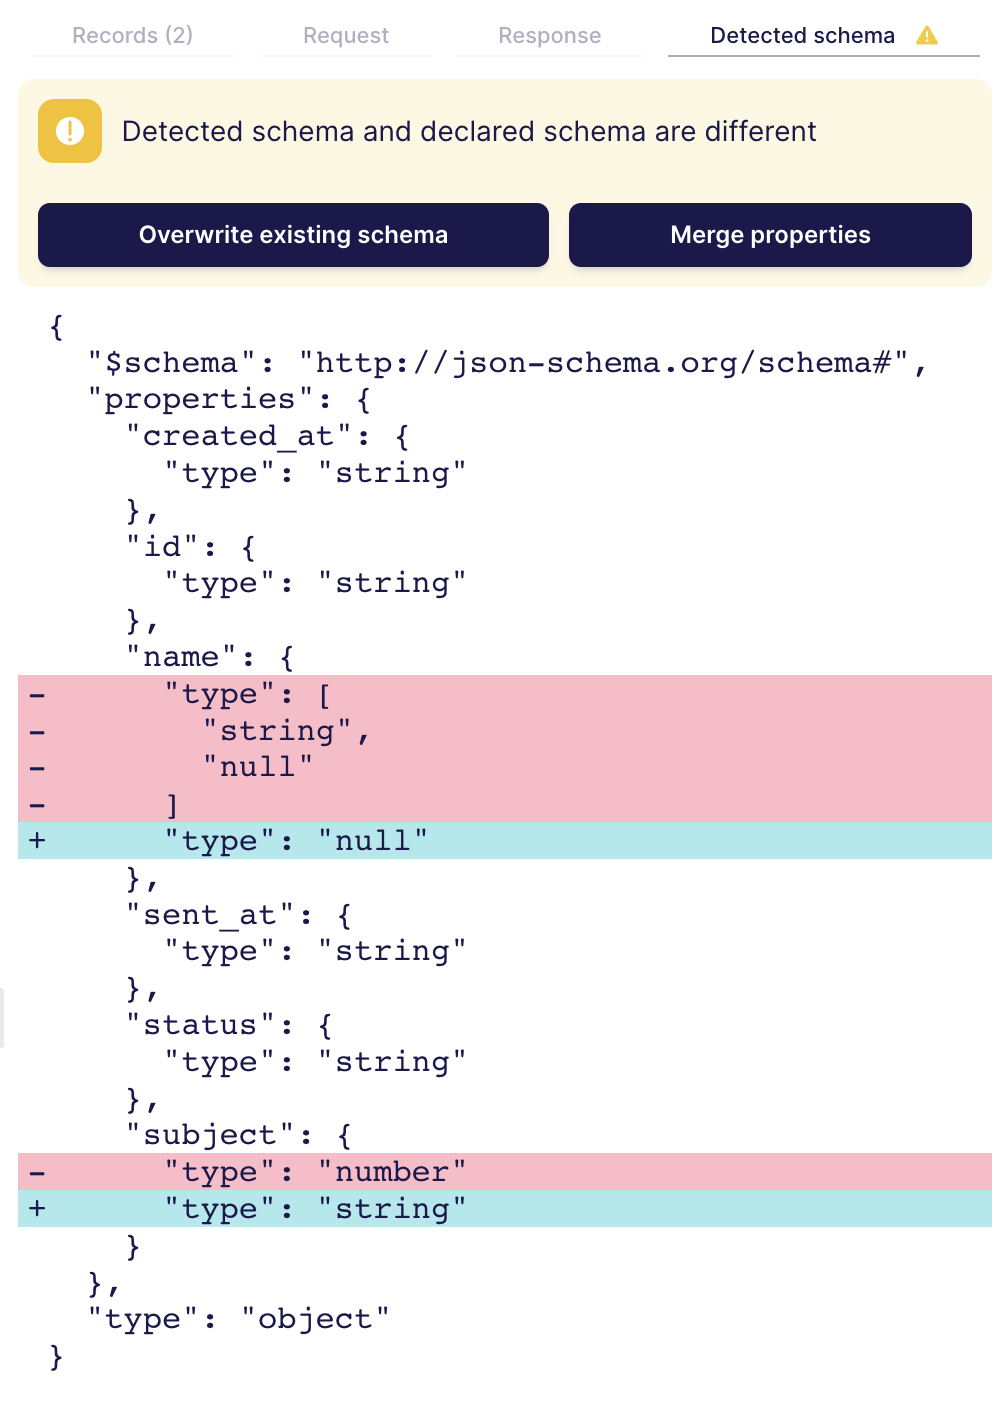 Records (2) Request Response Detected schema
Detected schema and declared schema are different
Overwrite existing schema Merge properties
{
  "$schema": "http://json-schema.org/schema#",
  "properties": {
    "created_at": {
      "type": "string"
    },
    "id": {
      "type": "string"
    },
    "name": {
-      "type": [
-        "string",
-        "null"
-      ]
+      "type": "null"
    },
    "sent_at": {
      "type": "string"
    },
    "status": {
      "type": "string"
    },
    "subject": {
-      "type": "number"
+      "type": "string"
    }
  },
  "type": "object"
}